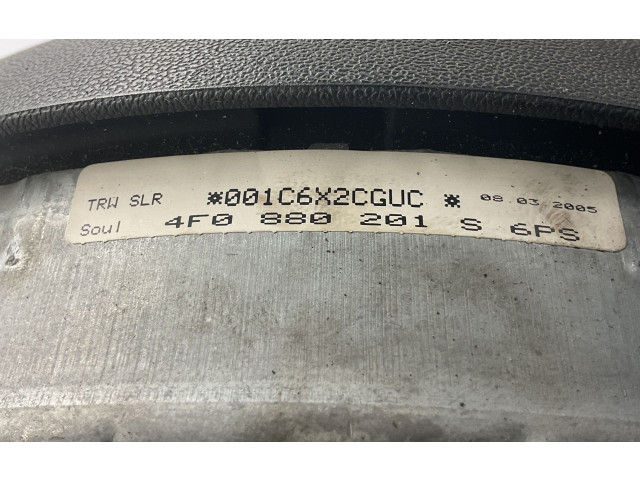 TRW SLR *001C6X2CGUC * 08.03.2005
Soul 4F0 880 201 S 6PS